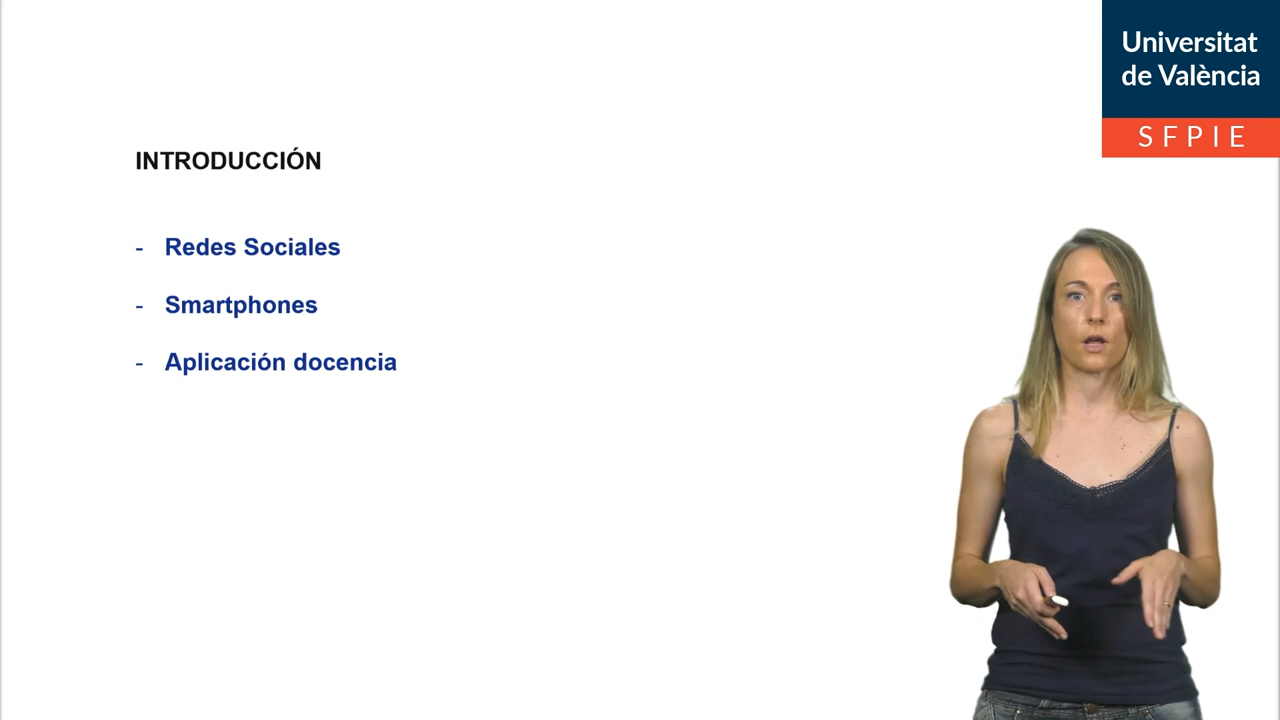 Universitat
de València
SFPIE
INTRODUCCIÓN
- Redes Sociales
- Smartphones
- Aplicación docencia